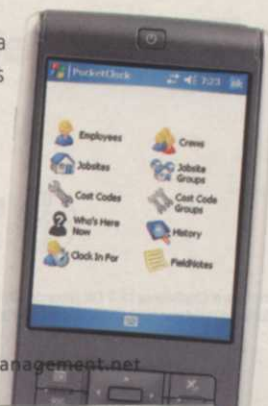 a
s
PocketClock 7:23 ok
Employees
Crews
Jobsites
Jobsite
Groups
Cost Codes
Cost Code
Groups
Who's Here
Now
History
Clock In For
FieldNotes
anagement.net